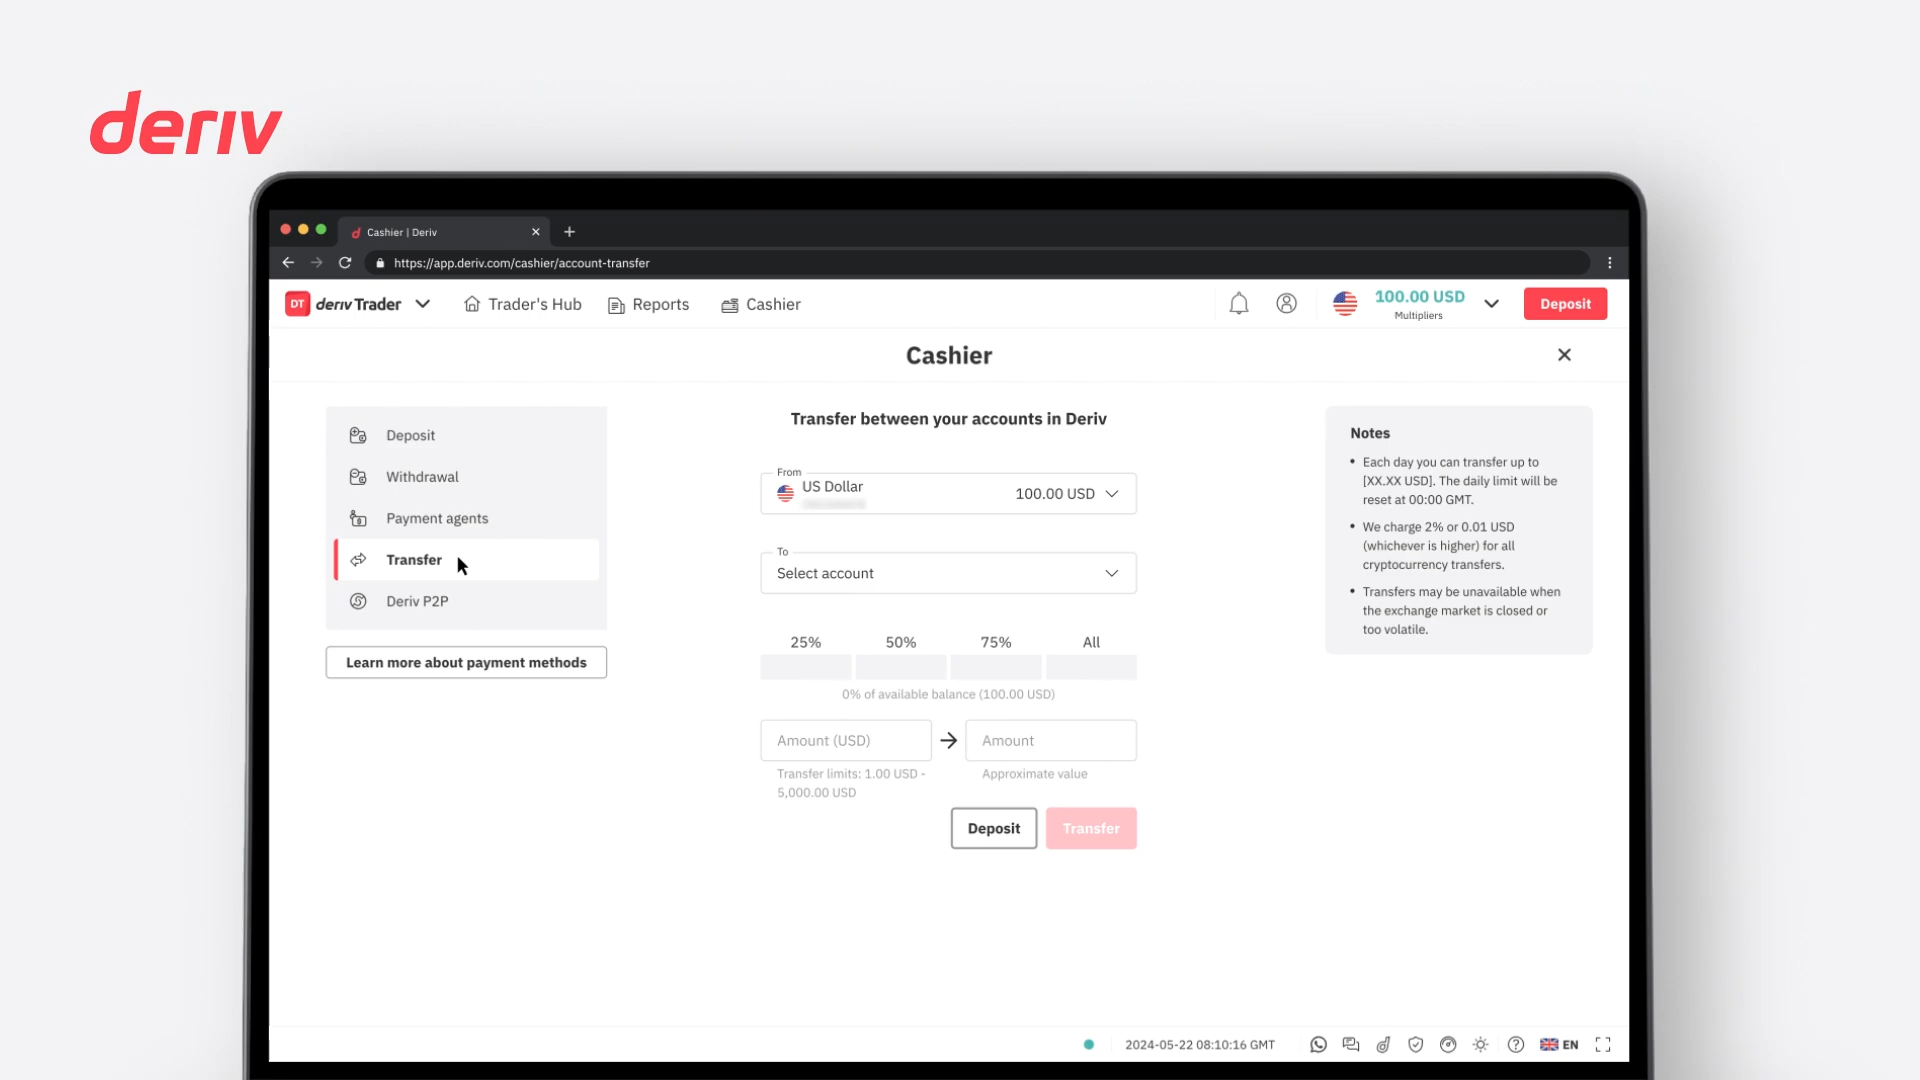 deriv
Cashier | Deriv
https://app.deriv.com/cashier/account-transfer
DT deriv Trader
Trader's Hub
Reports
Cashier
100.00 USD
Multipliers
Deposit
Cashier
Deposit
Withdrawal
Payment agents
Transfer
Deriv P2P
Learn more about payment methods
Transfer between your accounts in Deriv
From
US Dollar
100.00 USD
To
Select account
25% 50% 75% All
0% of available balance (100.00 USD)
Amount (USD)
Amount
Transfer limits: 1.00 USD -
5,000.00 USD
Approximate value
Deposit
Transfer
Notes
• Each day you can transfer up to
[XX.XX USD]. The daily limit will be
reset at 00:00 GMT.
• We charge 2% or 0.01 USD
(whichever is higher) for all
cryptocurrency transfers.
• Transfers may be unavailable when
the exchange market is closed or
too volatile.
2024-05-22 08:10:16 GMT
EN